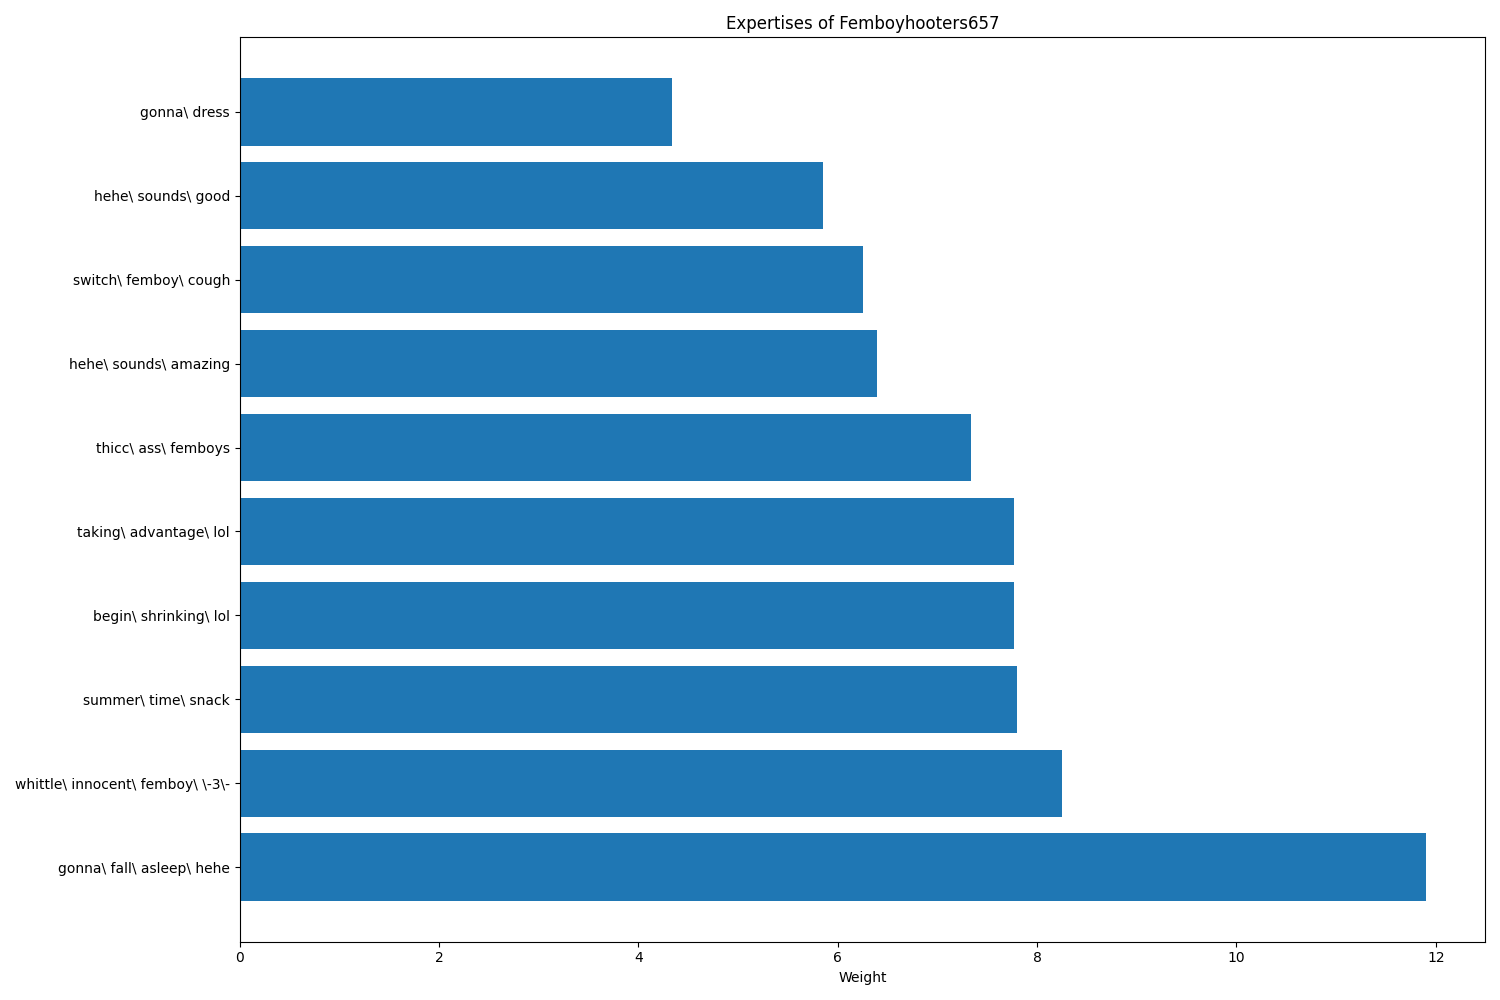 Expertises of Femboyhooters657
gonna\ dress
hehe\ sounds\ good
switch\ femboy\ cough
hehe\ sounds\ amazing
thicc\ ass\ femboys
taking\ advantage\ lol
begin\ shrinking\ lol
summer\ time\ snack
whittle\ innocent\ femboy\ \-3\-
gonna\ fall\ asleep\ hehe
0 2 4 6 8 10 12
Weight